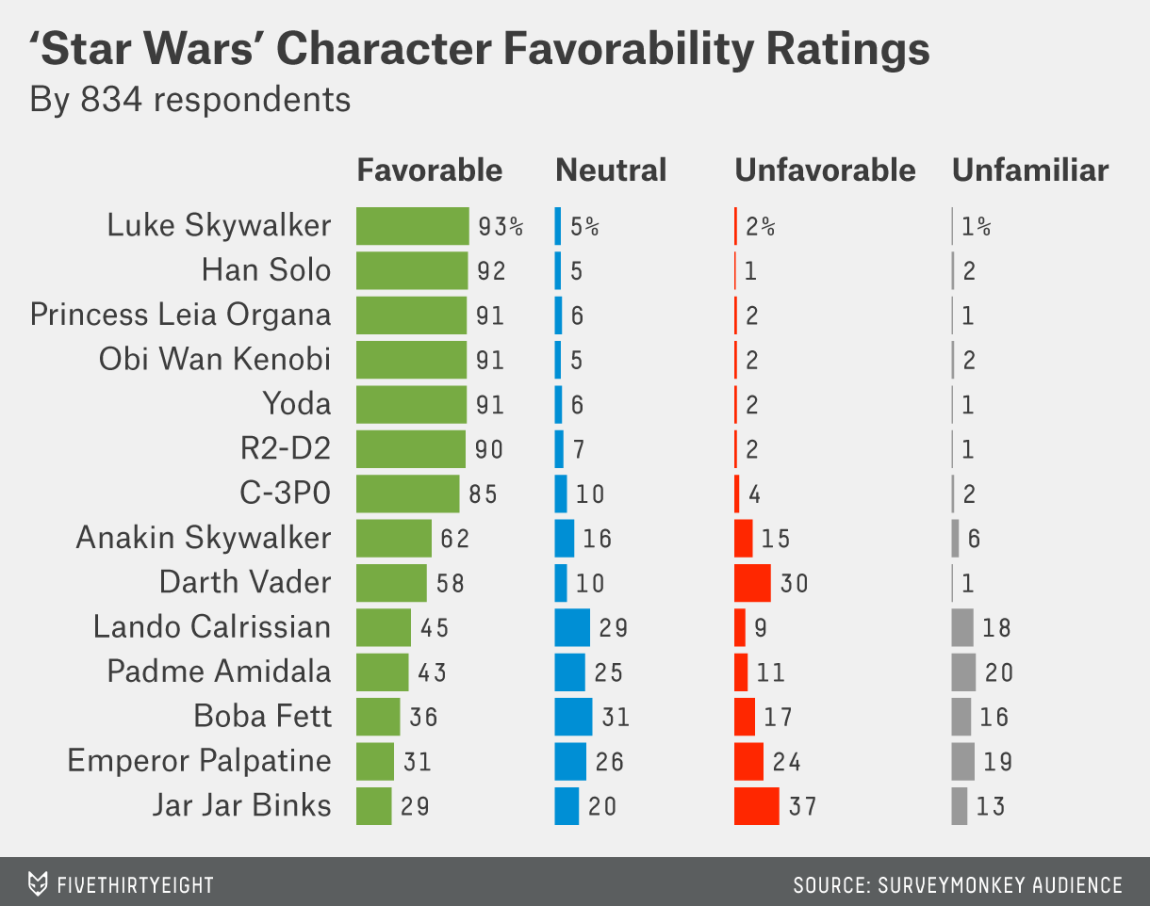 ‘Star Wars’ Character Favorability Ratings
By 834 respondents
Favorable Neutral Unfavorable Unfamiliar
Luke Skywalker 93% 5% 2% 1%
Han Solo 92 5 1 2
Princess Leia Organa 91 6 2 1
Obi Wan Kenobi 91 5 2 2
Yoda 91 6 2 1
R2-D2 90 7 2 1
C-3P0 85 10 4 2
Anakin Skywalker 62 16 15 6
Darth Vader 58 10 30 1
Lando Calrissian 45 29 9 18
Padme Amidala 43 25 11 20
Boba Fett 36 31 17 16
Emperor Palpatine 31 26 24 19
Jar Jar Binks 29 20 37 13
FIVETHIRTYEIGHT SOURCE: SURVEYMONKEY AUDIENCE